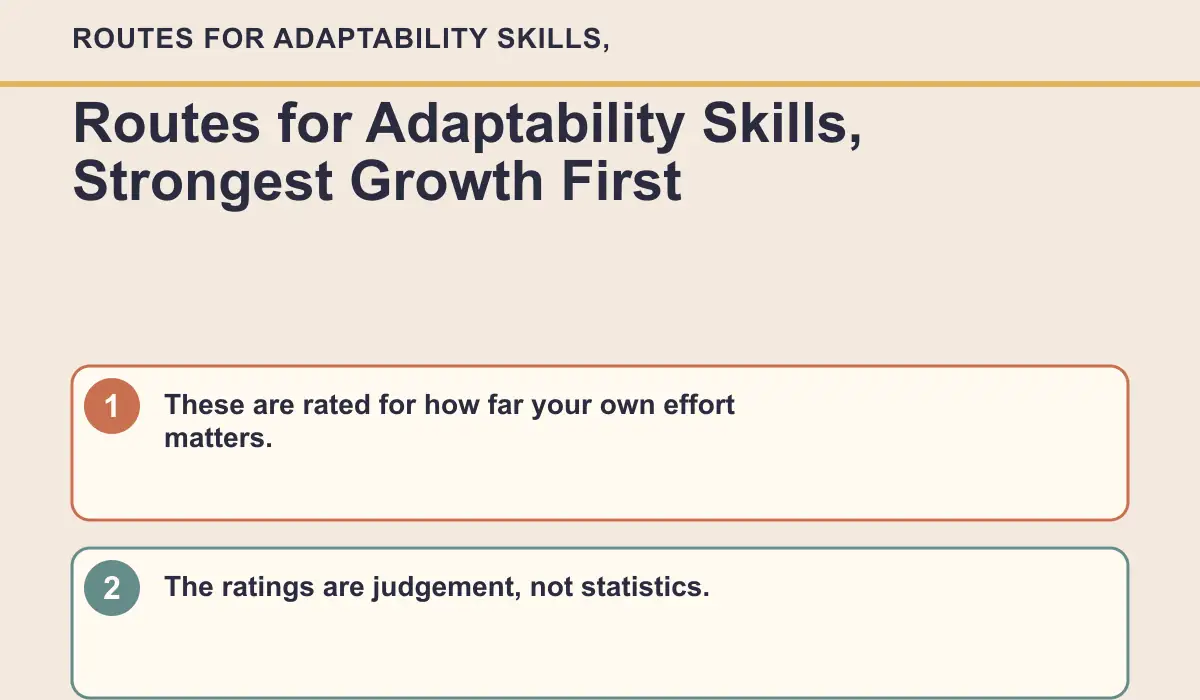 ROUTES FOR ADAPTABILITY SKILLS,
Routes for Adaptability Skills,
Strongest Growth First
1
These are rated for how far your own effort
matters.
2
The ratings are judgement, not statistics.